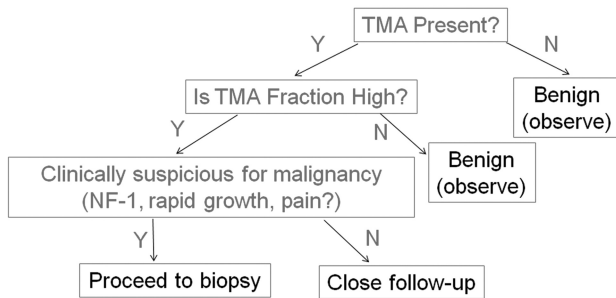 TMA Present?
Y
N
Is TMA Fraction High?
Benign
(observe)
Y
N
Clinically suspicious for malignancy
(NF-1, rapid growth, pain?)
Benign
(observe)
Y
N
Proceed to biopsy
Close follow-up